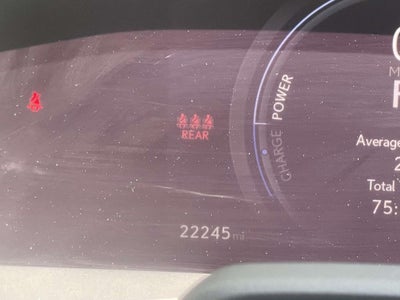 POWER
CHARGE
REAR
Average
Total
75:
22245 mi